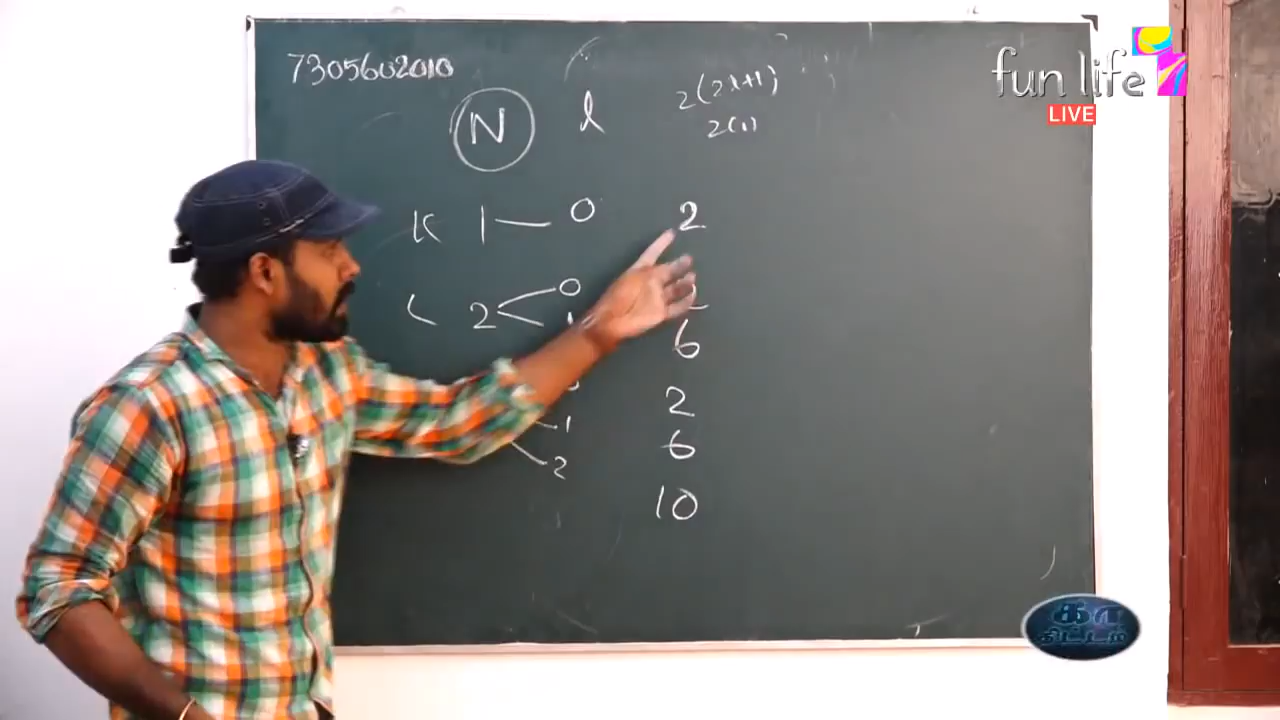 7305602010
fun life 7
LIVE
N l 2(2l+1)
2(1)
K 1 0 2
L 2 0
6
2
1 6
2 10